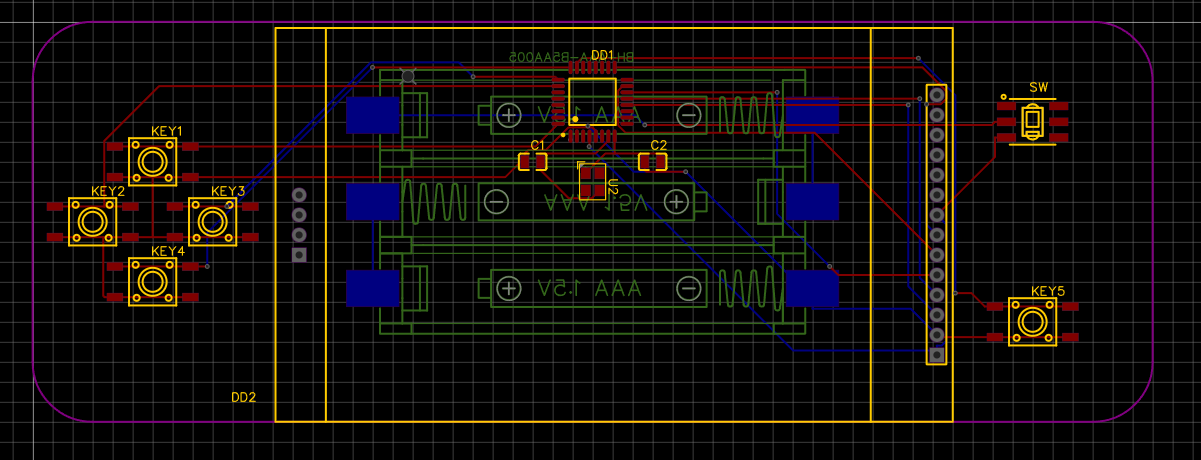 BH
A-B5AA005
DD1
SW
AAA 1.5V
KEY1
C1
C2
KEY2
KEY3
U2
AAA 1.5V
KEY4
AAA 1.5V
KEY5
DD2